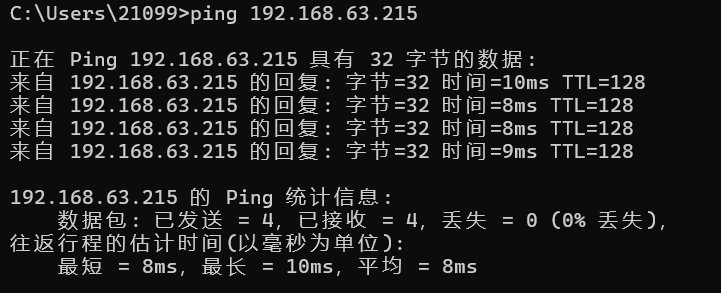 C:\Users\21099>ping 192.168.63.215
正在 Ping 192.168.63.215 具有 32 字节的数据:
来自 192.168.63.215 的回复: 字节=32 时间=10ms TTL=128
来自 192.168.63.215 的回复: 字节=32 时间=8ms TTL=128
来自 192.168.63.215 的回复: 字节=32 时间=8ms TTL=128
来自 192.168.63.215 的回复: 字节=32 时间=9ms TTL=128
192.168.63.215 的 Ping 统计信息:
数据包: 已发送 = 4, 已接收 = 4, 丢失 = 0 (0% 丢失),
往返行程的估计时间(以毫秒为单位):
最短 = 8ms, 最长 = 10ms, 平均 = 8ms